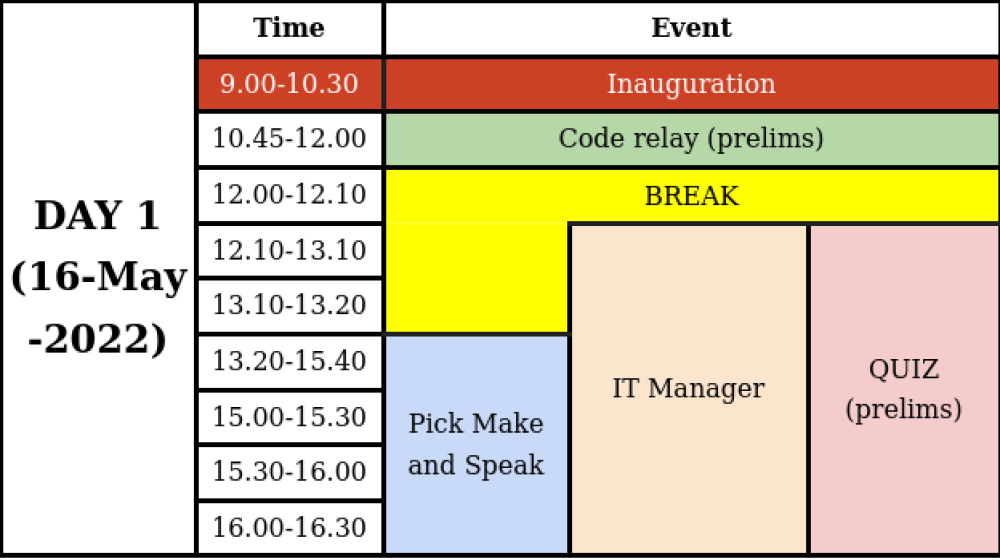 Time Event
9.00-10.30 Inauguration
10.45-12.00 Code relay (prelims)
12.00-12.10 BREAK
12.10-13.10
13.10-13.20
13.20-15.40
15.00-15.30
15.30-16.00
16.00-16.30
DAY 1
(16-May
-2022)
Pick Make
and Speak
IT Manager
QUIZ
(prelims)